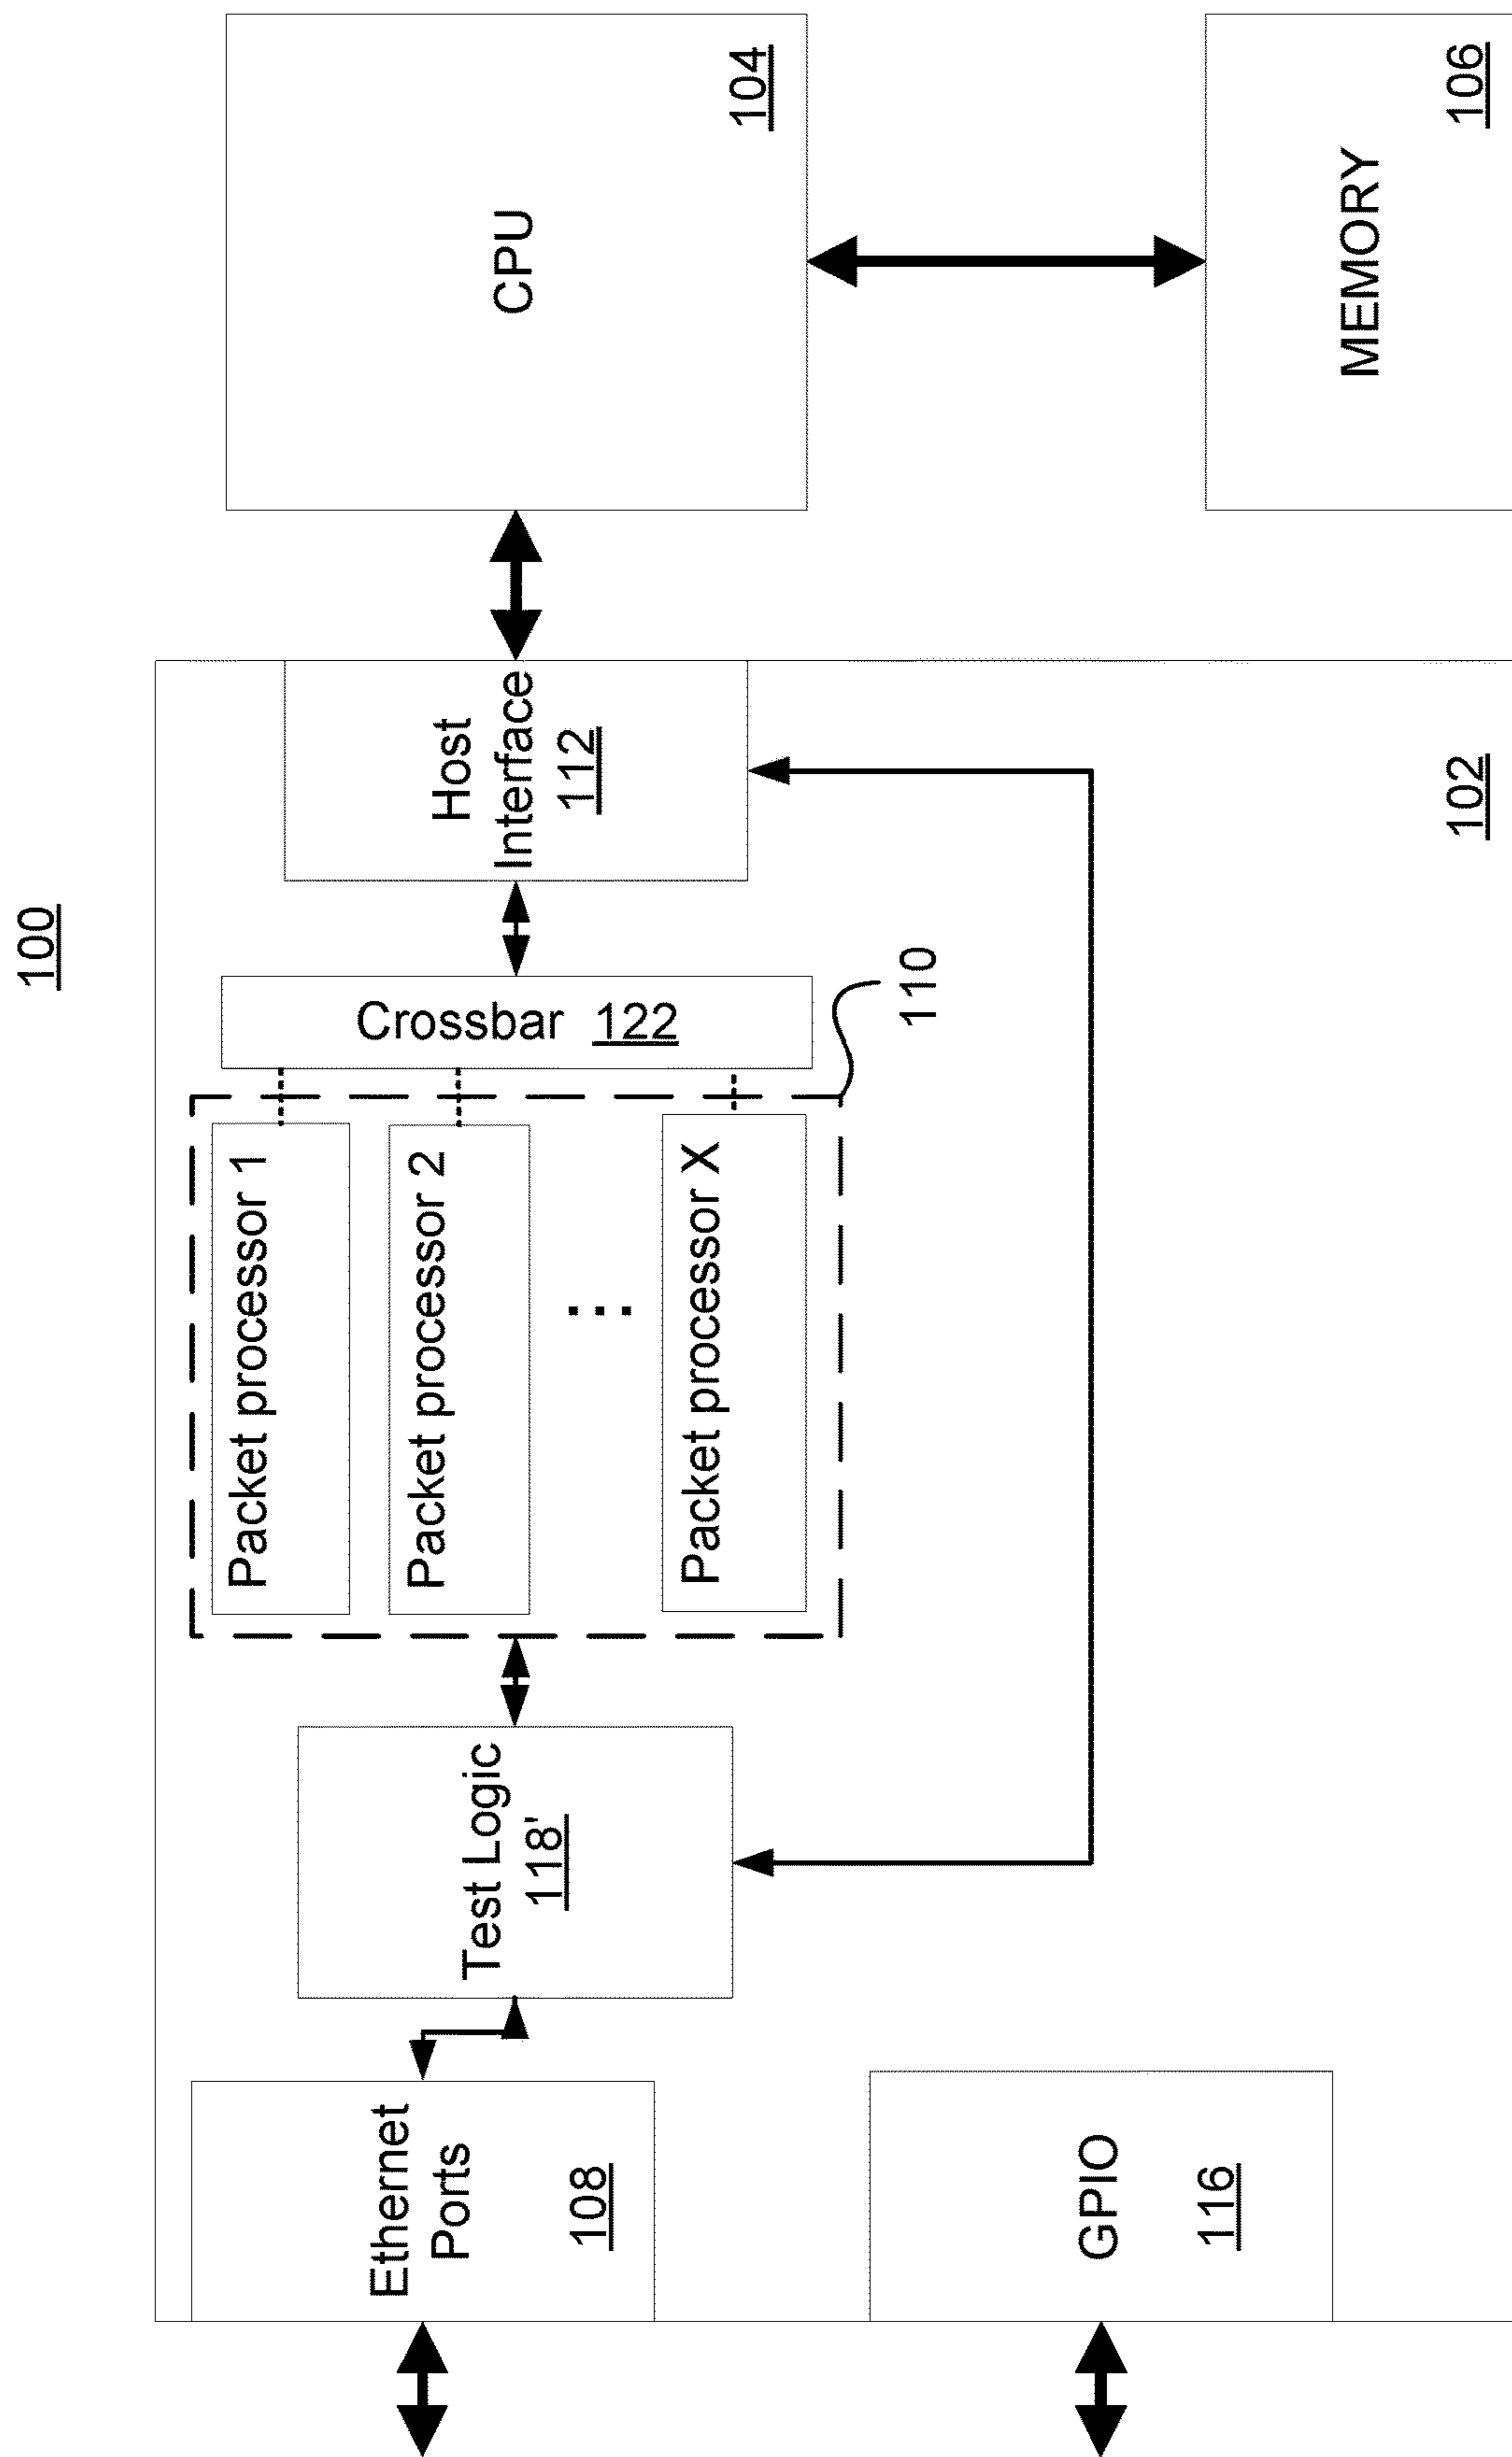 100
Ethernet
Ports
108
GPIO
116
Test Logic
118'
Packet processor 1
Packet processor 2
...
Packet processor X
110
Crossbar 122
Host
Interface
112
102
CPU
104
MEMORY
106